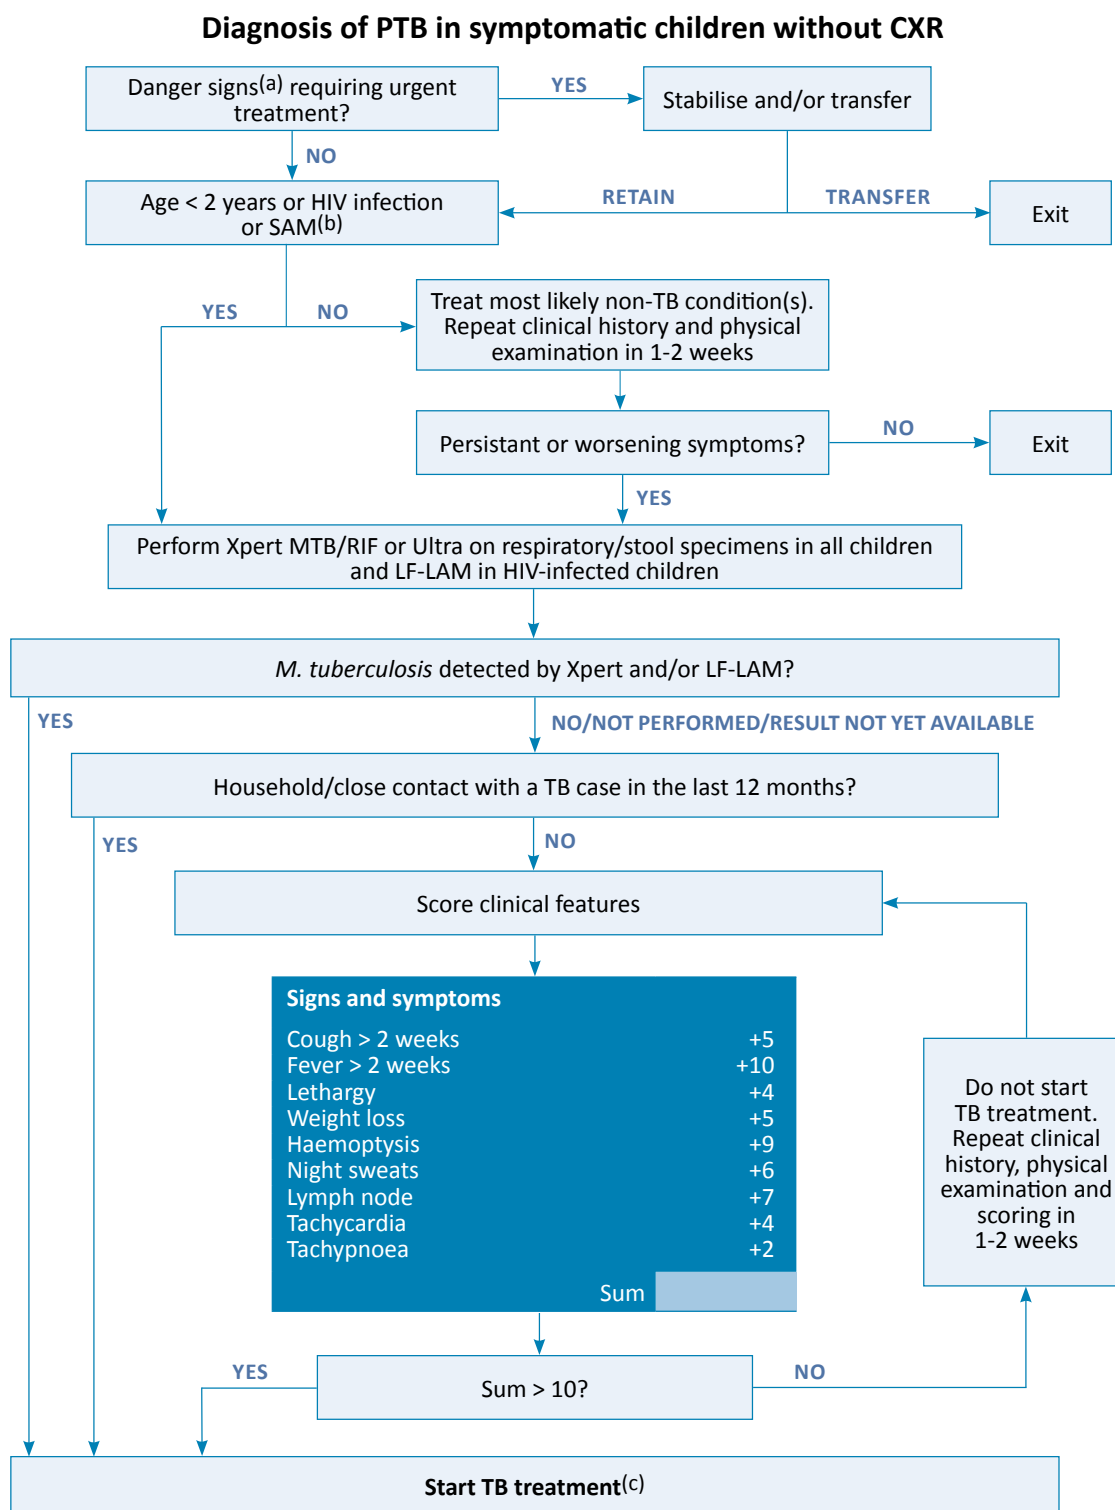 Diagnosis of PTB in symptomatic children without CXR
Danger signs(a) requiring urgent
treatment?
YES
Stabilise and/or transfer
NO
Age < 2 years or HIV infection
or SAM(b)
RETAIN
TRANSFER
Exit
YES
NO
Treat most likely non-TB condition(s).
Repeat clinical history and physical
examination in 1-2 weeks
Persistant or worsening symptoms?
NO
Exit
YES
Perform Xpert MTB/RIF or Ultra on respiratory/stool specimens in all children
and LF-LAM in HIV-infected children
M. tuberculosis detected by Xpert and/or LF-LAM?
YES
NO/NOT PERFORMED/RESULT NOT YET AVAILABLE
Household/close contact with a TB case in the last 12 months?
YES
NO
Score clinical features
Signs and symptoms
Cough > 2 weeks +5
Fever > 2 weeks +10
Lethargy +4
Weight loss +5
Haemoptysis +9
Night sweats +6
Lymph node +7
Tachycardia +4
Tachypnoea +2
Sum
Do not start
TB treatment.
Repeat clinical
history, physical
examination and
scoring in
1-2 weeks
YES
Sum > 10?
NO
Start TB treatment(c)